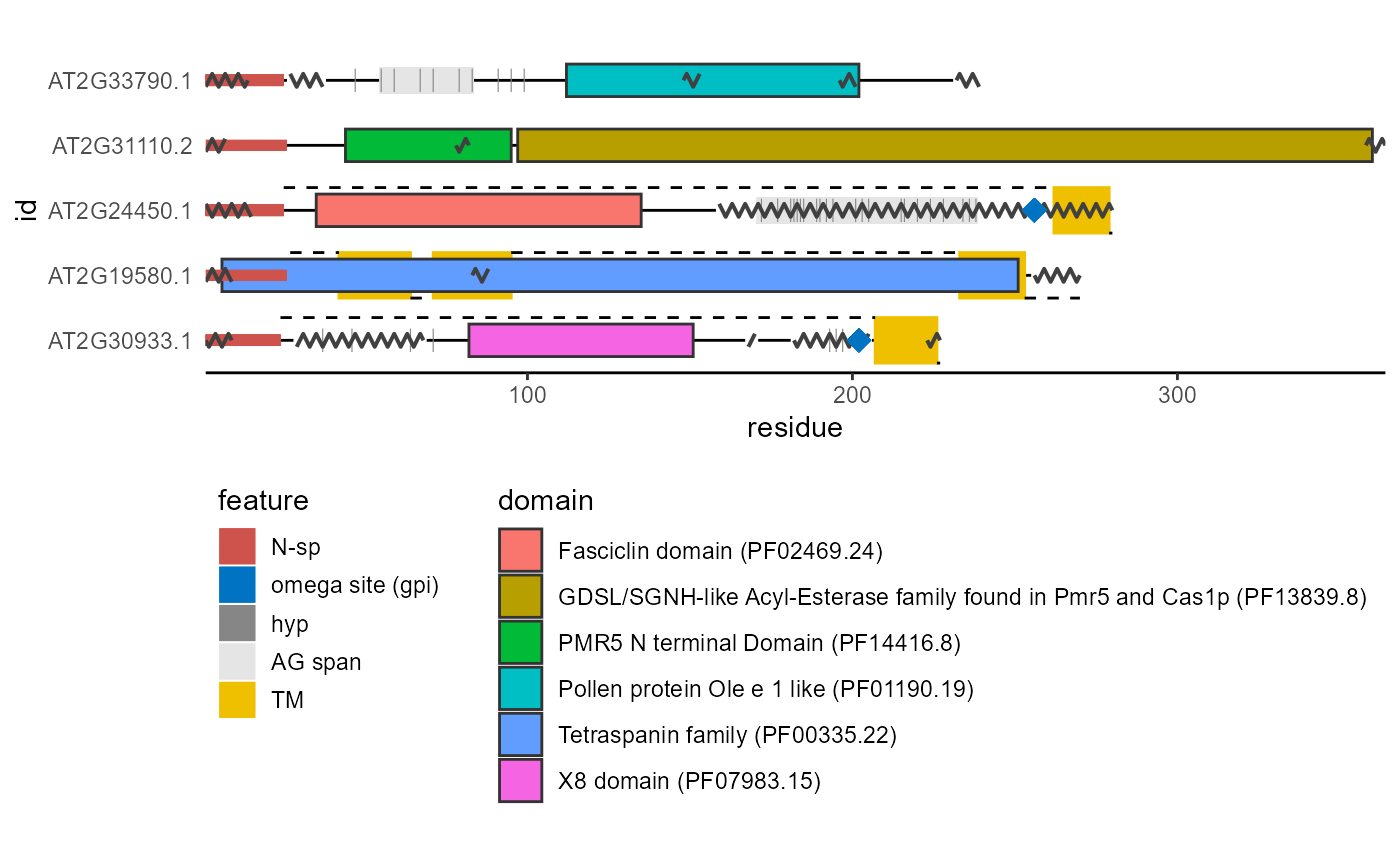 id
AT2G33790.1
AT2G31110.2
AT2G24450.1
AT2G19580.1
AT2G30933.1
100 200 300
residue
feature
N-sp
omega site (gpi)
hyp
AG span
TM
domain
Fasciclin domain (PF02469.24)
GDSL/SGNH-like Acyl-Esterase family found in Pmr5 and Cas1p (PF13839.8)
PMR5 N terminal Domain (PF14416.8)
Pollen protein Ole e 1 like (PF01190.19)
Tetraspanin family (PF00335.22)
X8 domain (PF07983.15)